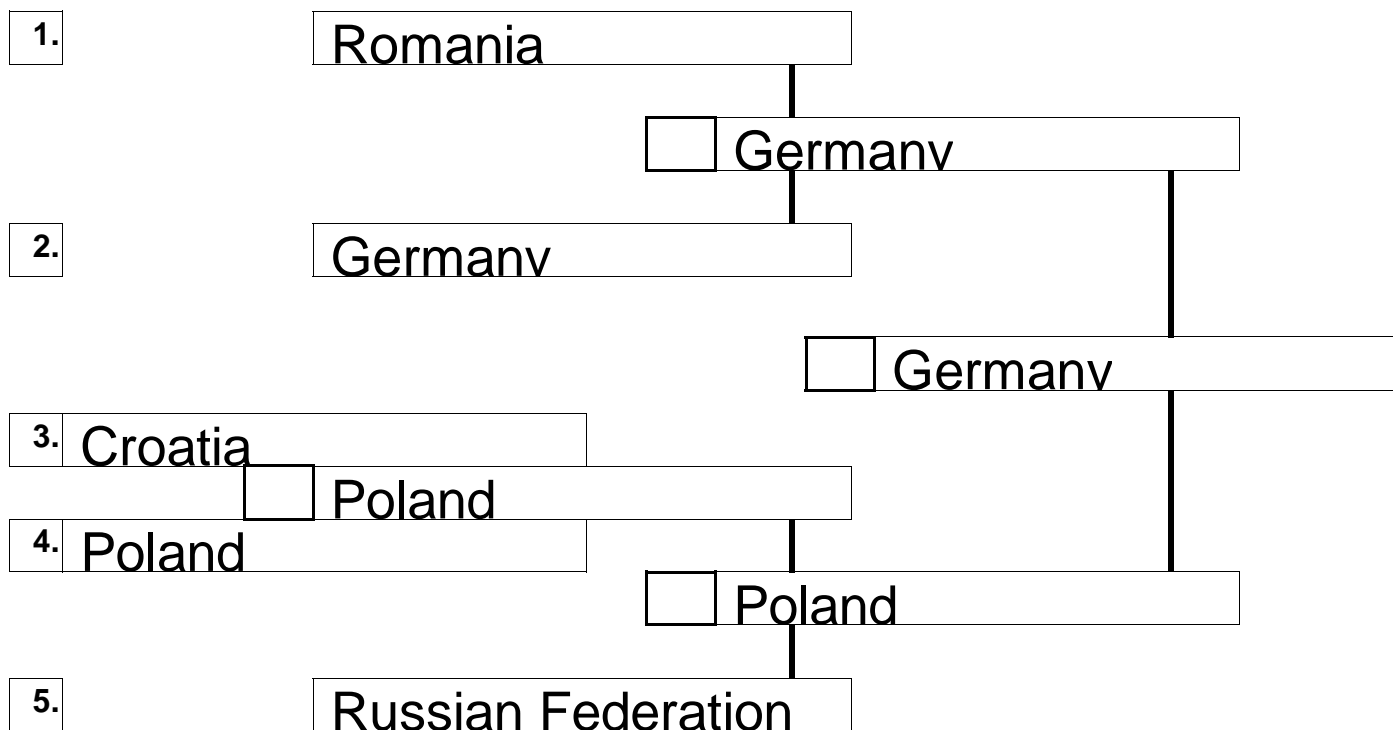 1. Romania
Germany
2. Germany
Germany
3. Croatia
Poland
4. Poland
Poland
5. Russian Federation